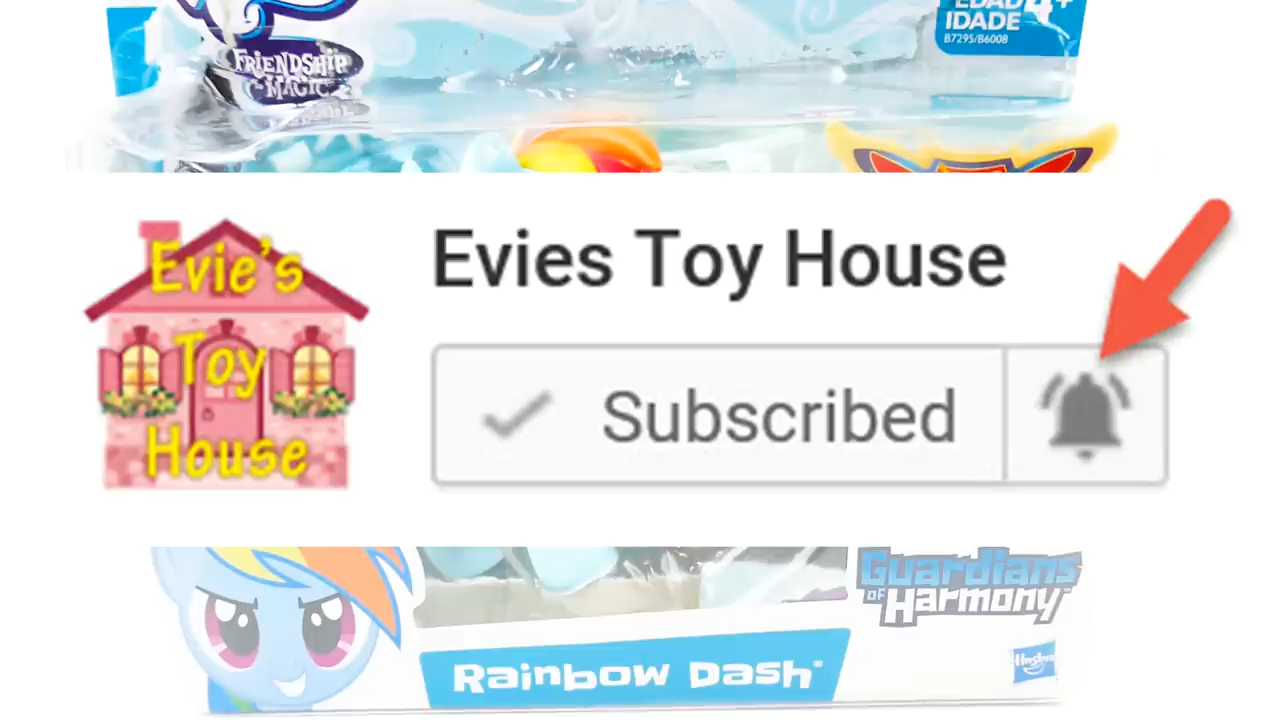 EDAD 4+
IDADE
B7295/B6008
FRiENDSHiP
MAGiC
Evie's
Toy
House
Evies Toy House
Subscribed
Guardians
OF
Harmony
Rainbow Dash
Hasbro